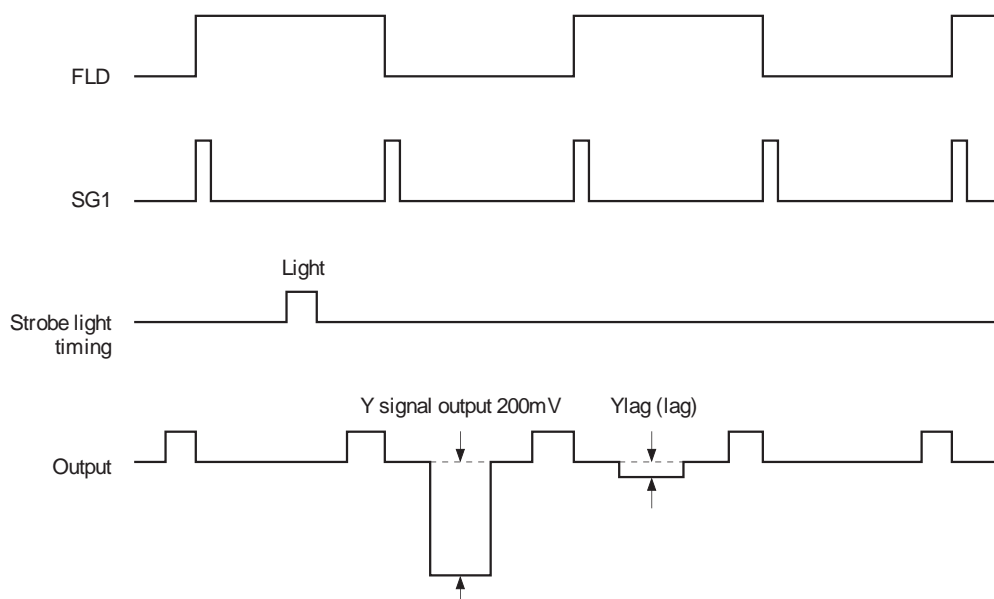 FLD
SG1
Light
Strobe light
timing
Y signal output 200mV
Ylag (lag)
Output